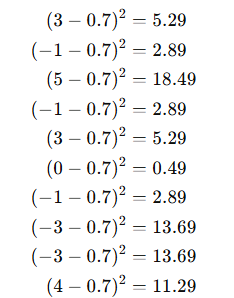 (3 − 0.7)² = 5.29
(−1 − 0.7)² = 2.89
(5 − 0.7)² = 18.49
(−1 − 0.7)² = 2.89
(3 − 0.7)² = 5.29
(0 − 0.7)² = 0.49
(−1 − 0.7)² = 2.89
(−3 − 0.7)² = 13.69
(−3 − 0.7)² = 13.69
(4 − 0.7)² = 11.29